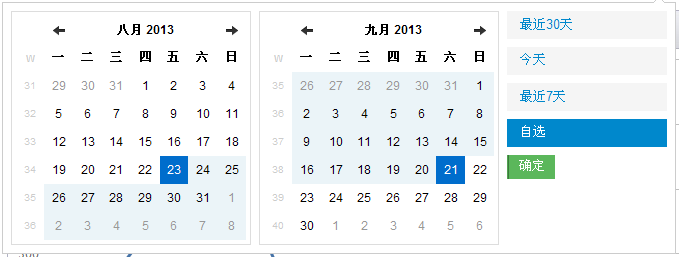 八月 2013
W 一 二 三 四 五 六 日
31 29 30 31 1 2 3 4
32 5 6 7 8 9 10 11
33 12 13 14 15 16 17 18
34 19 20 21 22 23 24 25
35 26 27 28 29 30 31 1
36 2 3 4 5 6 7 8
九月 2013
W 一 二 三 四 五 六 日
35 26 27 28 29 30 31 1
36 2 3 4 5 6 7 8
37 9 10 11 12 13 14 15
38 16 17 18 19 20 21 22
39 23 24 25 26 27 28 29
40 30 1 2 3 4 5 6
最近30天
今天
最近7天
自选
确定